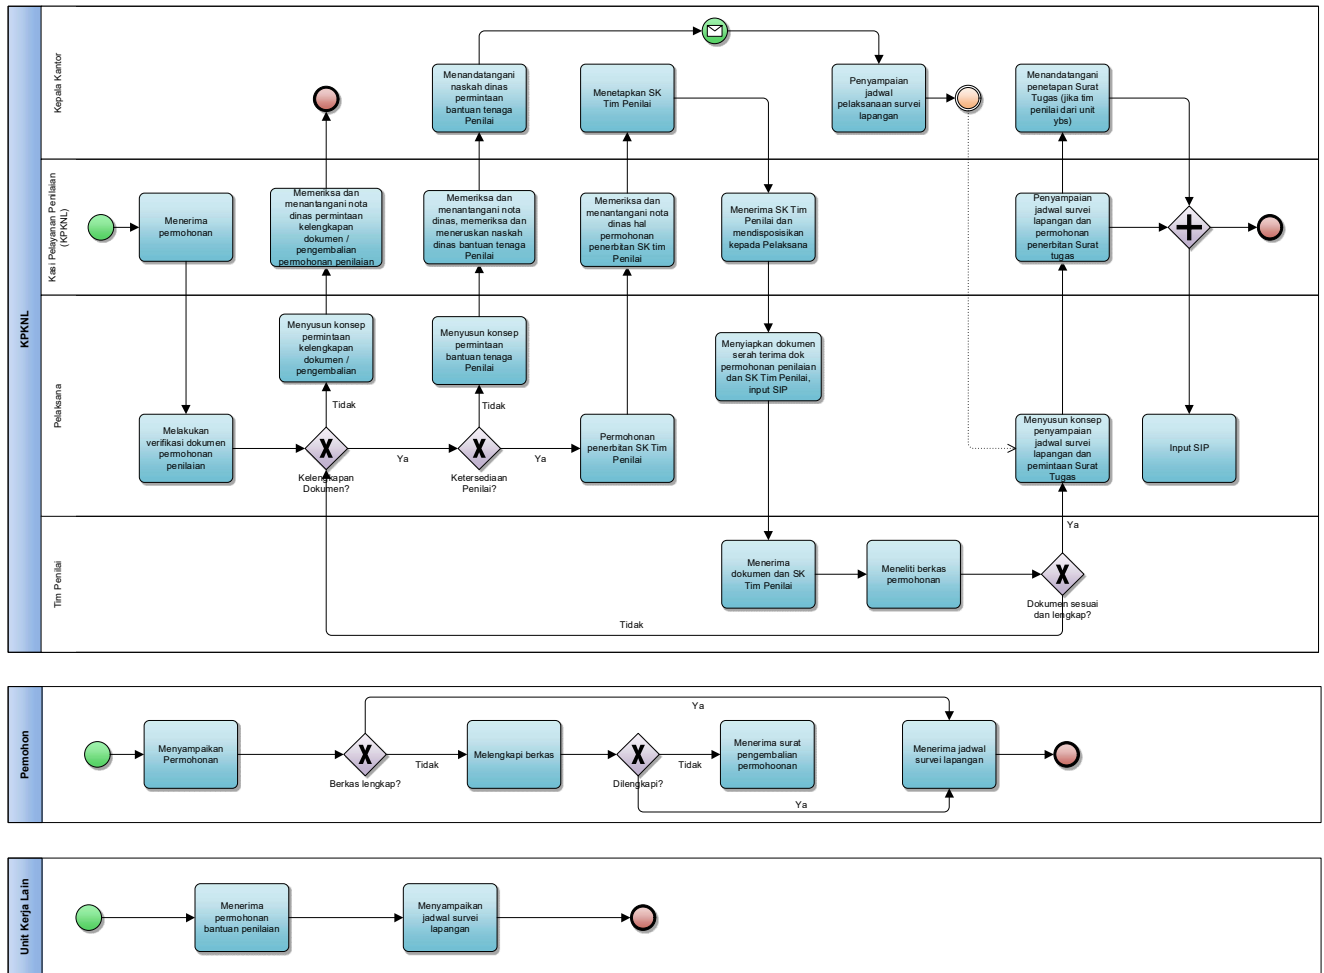 KPKNL
Kepala Kantor
Menandatangani
naskah dinas
permintaan
bantuan tenaga
Penilai
Menetapkan SK
Tim Penilai
Penyampaian
jadwal
pelaksanaan survei
lapangan
Menandatangani
penetapan Surat
Tugas (jika tim
penilai dari unit
ybs)
Kasi Pelayanan Penilaian
(KPKNL)
Menerima
permohonan
Memeriksa dan
menantangani nota
dinas permintaan
kelengkapan
dokumen /
pengembalian
permohonan penilaian
Memeriksa dan
menantangani nota
dinas, memeriksa dan
meneruskan naskah
dinas bantuan tenaga
Penilai
Memeriksa dan
menantangani nota
dinas hal
permohonan
penerbitan SK tim
Penilai
Menerima SK Tim
Penilai dan
mendisposisikan
kepada Pelaksana
Penyampaian
jadwal survei
lapangan dan
permohonan
penerbitan Surat
tugas
Pelaksana
Menyusun konsep
permintaan
kelengkapan
dokumen /
pengembalian
Menyusun konsep
permintaan
bantuan tenaga
Penilai
Menyiapkan dokumen
serah terima dok
permohonan penilaian
dan SK Tim Penilai,
input SIP
Tidak
Tidak
Melakukan
verifikasi dokumen
permohonan
penilaian
Ya
Kelengkapan
Dokumen?
Ya
Ketersediaan
Penilai?
Permohonan
penerbitan SK Tim
Penilai
Menyusun konsep
penyampaian
jadwal survei
lapangan dan
pemintaan Surat
Tugas
Input SIP
Tim Penilai
Ya
Menerima
dokumen dan SK
Tim Penilai
Meneliti berkas
permohonan
Dokumen sesuai
dan lengkap?
Tidak
Pemohon
Ya
Menyampaikan
Permohonan
Berkas lengkap?
Tidak
Melengkapi berkas
Dilengkapi?
Tidak
Menerima surat
pengembalian
permohoonan
Menerima jadwal
survei lapangan
Ya
Unit Kerja Lain
Menerima
permohonan
bantuan penilaian
Menyampaikan
jadwal survei
lapangan